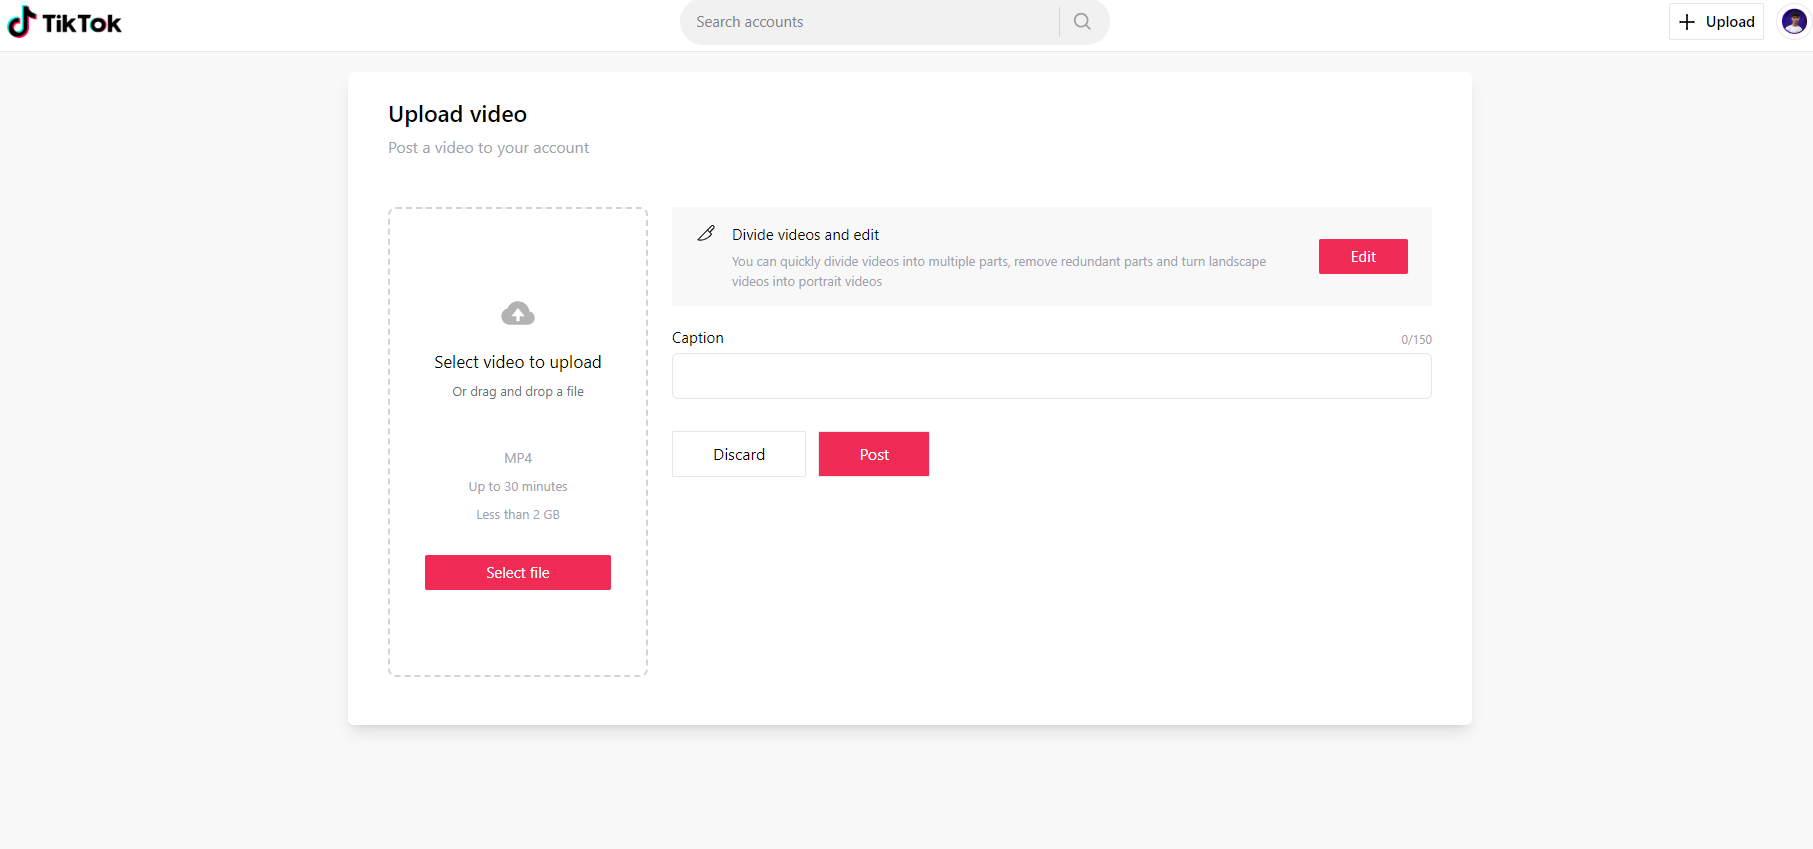 TikTok
Search accounts
Upload
Upload video
Post a video to your account
Select video to upload
Or drag and drop a file
MP4
Up to 30 minutes
Less than 2 GB
Select file
Divide videos and edit
You can quickly divide videos into multiple parts, remove redundant parts and turn landscape
videos into portrait videos
Edit
Caption
0/150
Discard
Post